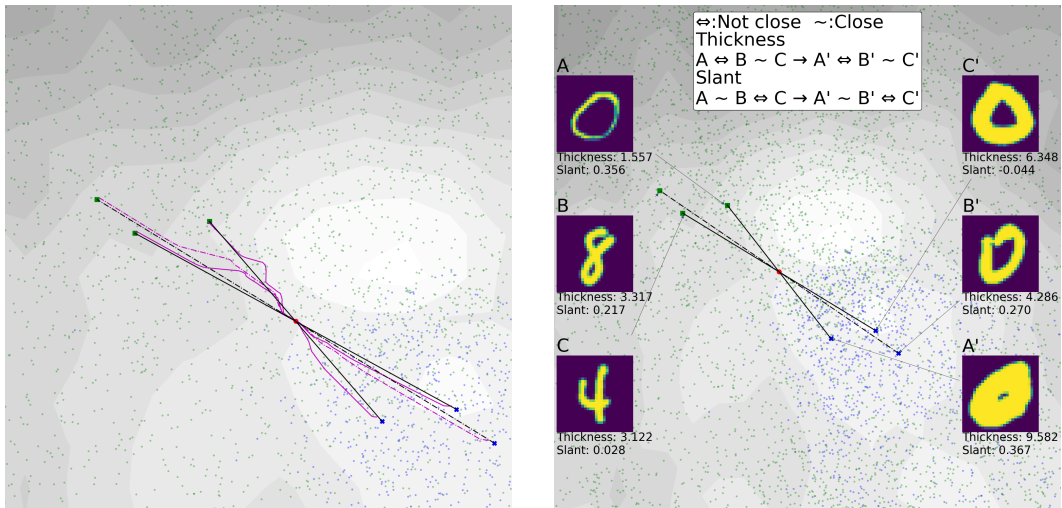 ⇔:Not close ~:Close
Thickness
A ⇔ B ~ C → A' ⇔ B' ~ C'
Slant
A ~ B ⇔ C → A' ~ B' ⇔ C'
A
Thickness: 1.557
Slant: 0.356
B
Thickness: 3.317
Slant: 0.217
C
Thickness: 3.122
Slant: 0.028
C'
Thickness: 6.348
Slant: -0.044
B'
Thickness: 4.286
Slant: 0.270
A'
Thickness: 9.582
Slant: 0.367